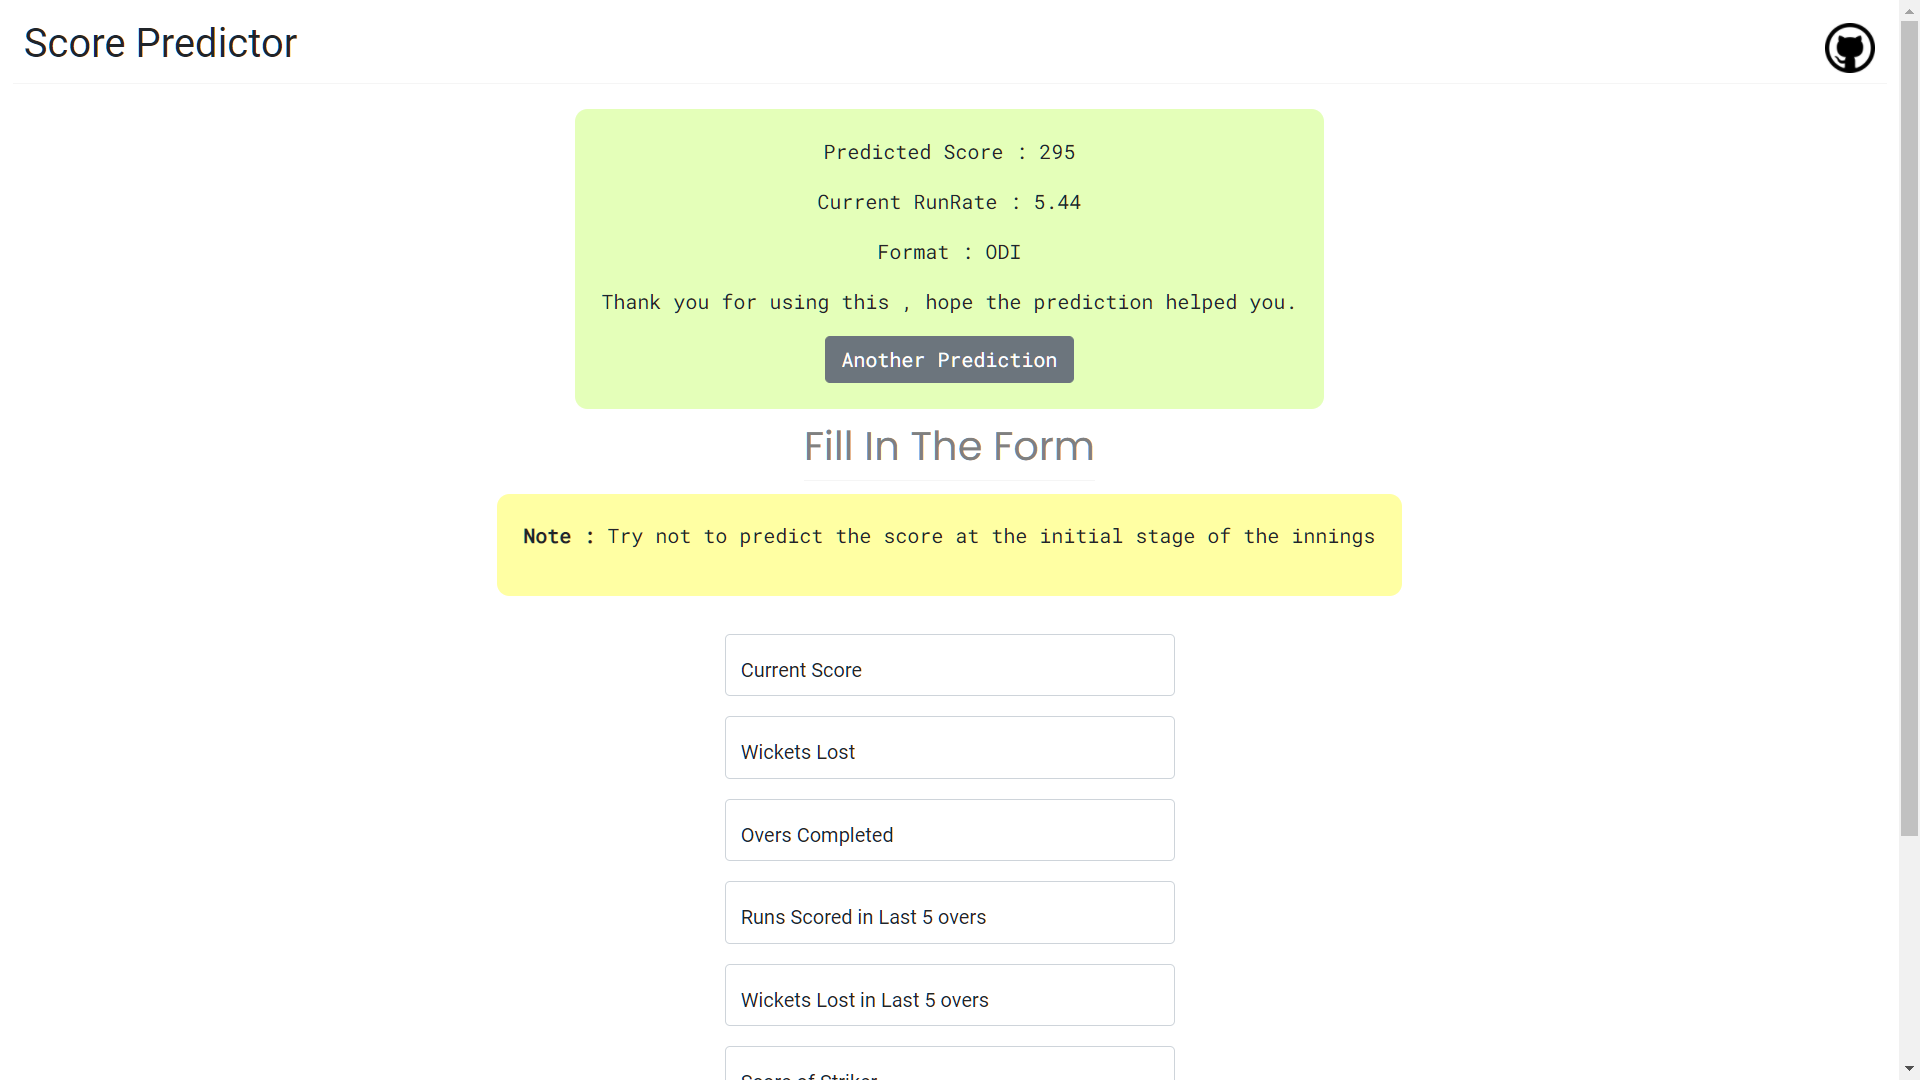 Score Predictor
Predicted Score : 295
Current RunRate : 5.44
Format : ODI
Thank you for using this , hope the prediction helped you.
Another Prediction
Fill In The Form
Note : Try not to predict the score at the initial stage of the innings
Current Score
Wickets Lost
Overs Completed
Runs Scored in Last 5 overs
Wickets Lost in Last 5 overs
Score of Striker